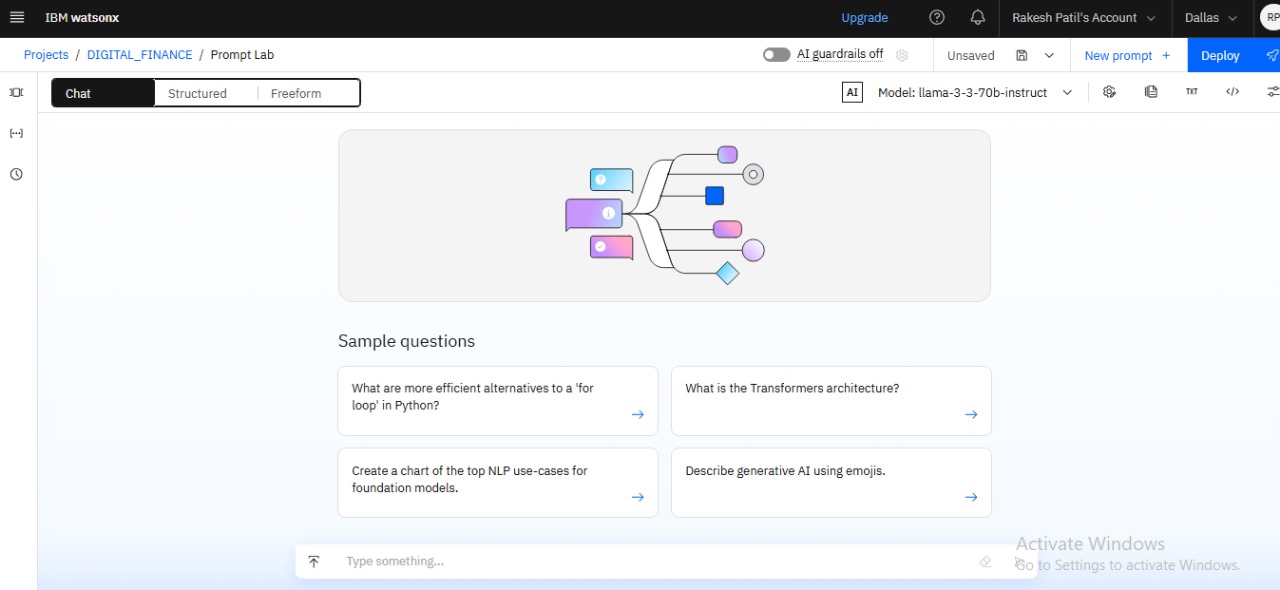 IBM watsonx
Upgrade
Rakesh Patil's Account
Dallas
RP
Projects / DIGITAL_FINANCE / Prompt Lab
AI guardrails off
Unsaved
New prompt +
Deploy
Chat
Structured
Freeform
AI
Model: llama-3-3-70b-instruct
TXT
</>
Sample questions
What are more efficient alternatives to a 'for
loop' in Python?
What is the Transformers architecture?
Create a chart of the top NLP use-cases for
foundation models.
Describe generative AI using emojis.
Type something...
Activate Windows
Go to Settings to activate Windows.